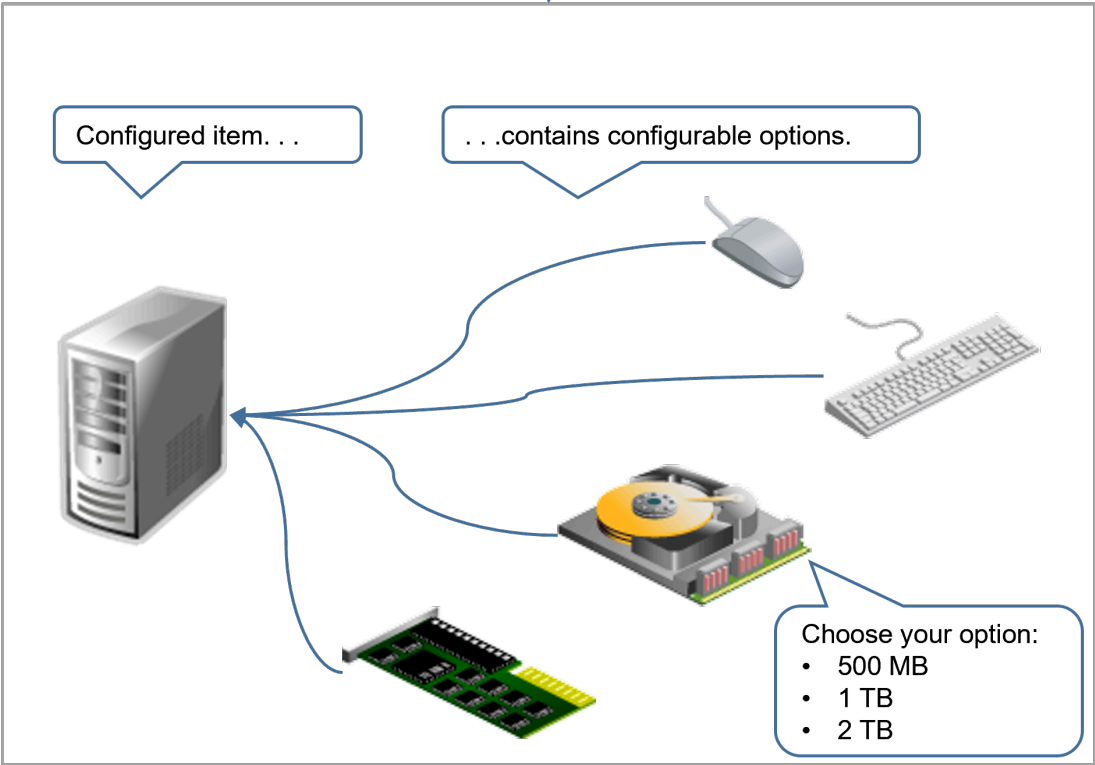 Configured item. . .
. . .contains configurable options.
Choose your option:
• 500 MB
• 1 TB
• 2 TB